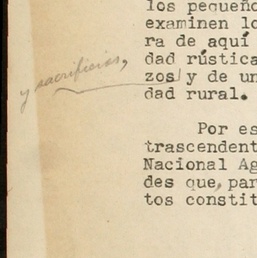 los pequeño
examinen lo
ra de aquí
dad rústica
y sacrificios,
zos y de un
dad rural.
Por es
trascendent
Nacional Ag
des que, par
tos constit